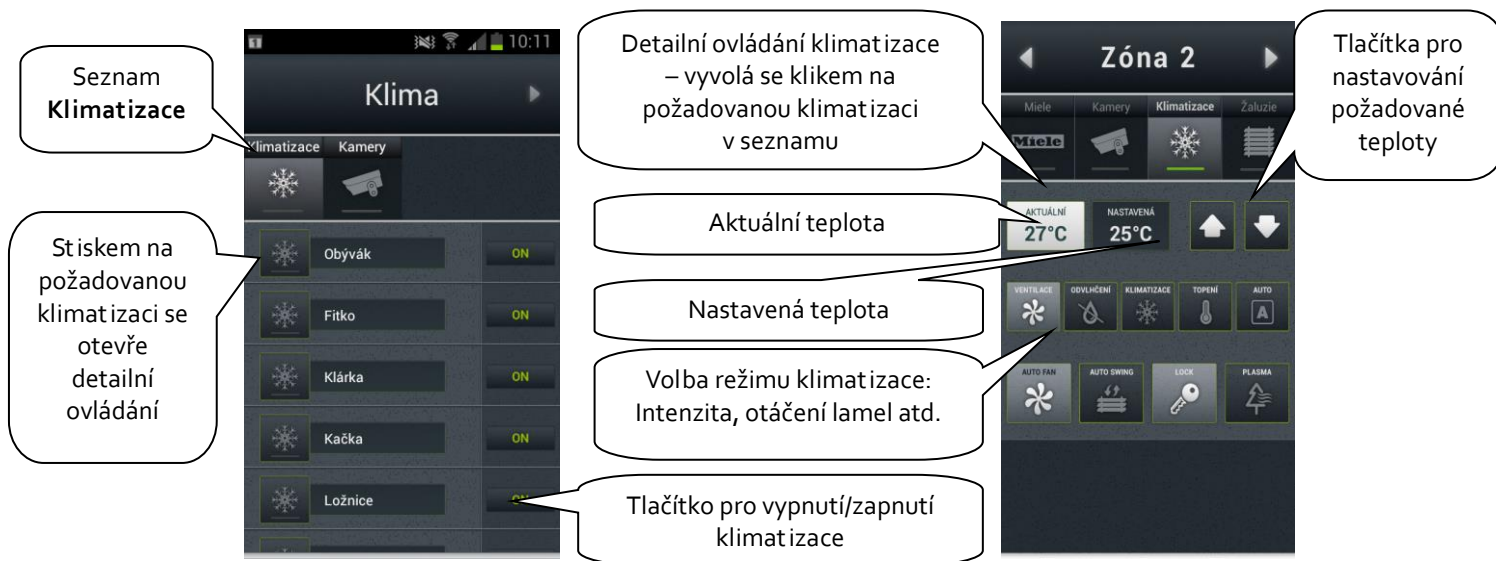 Seznam
Klimatizace
Stiskem na
požadovanou
klimatizaci se
otevře
detailní
ovládání
1
10:11
Klima
Klimatizace Kamery
Obývák ON
Fitko ON
Klárka ON
Kačka ON
Ložnice ON
Detailní ovládání klimatizace
– vyvolá se klikem na
požadovanou klimatizaci
v seznamu
Aktuální teplota
Nastavená teplota
Volba režimu klimatizace:
Intenzita, otáčení lamel atd.
Tlačítko pro vypnutí/zapnutí
klimatizace
Zóna 2
Miele Kamery Klimatizace Žaluzie
Miele
AKTUÁLNÍ NASTAVENÁ
27°C 25°C
VENTILACE ODVLHČENÍ KLIMATIZACE TOPENÍ AUTO
A
AUTO FAN AUTO SWING LOCK PLASMA
Tlačítka pro
nastavování
požadované
teploty